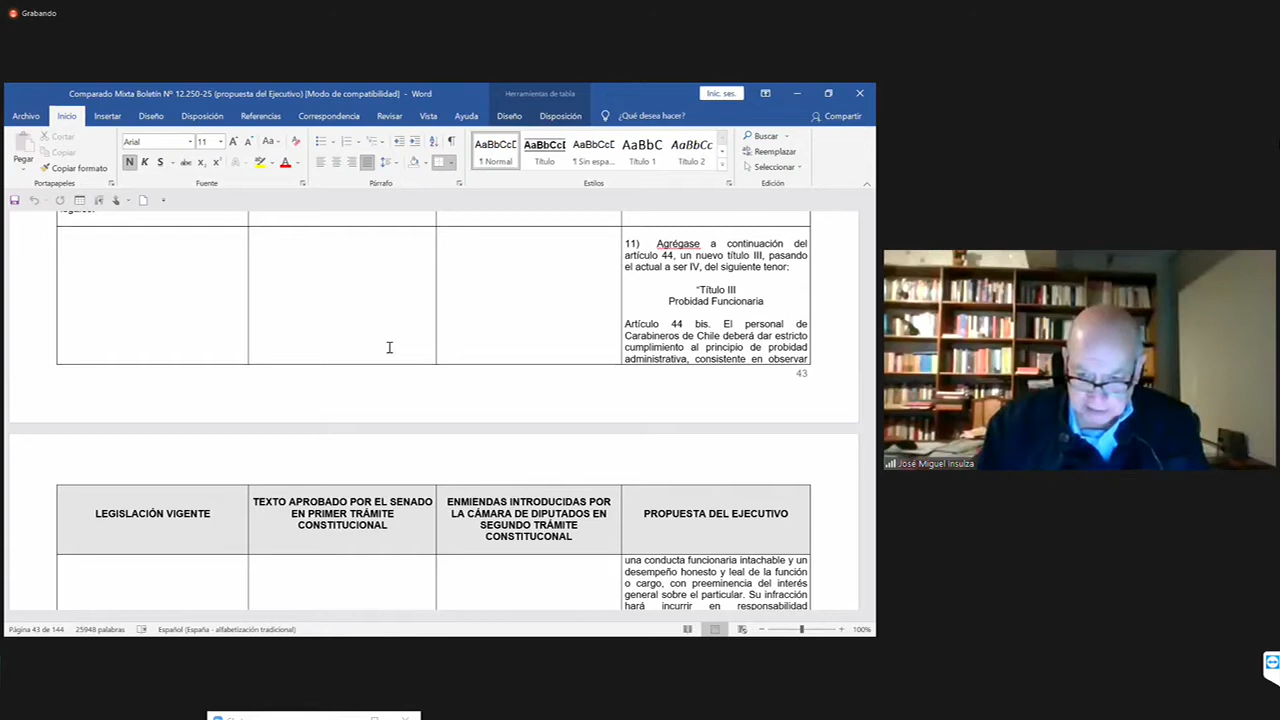 Grabando
Comparado Mixta Boletín Nº 12.250-25 (propuesta del Ejecutivo) [Modo de compatibilidad] - Word
Herramientas de tabla
Inic. ses.
Archivo Inicio Insertar Diseño Disposición Referencias Correspondencia Revisar Vista Ayuda Diseño Disposición ¿Qué desea hacer? Compartir
Pegar
Cortar
Copiar
Copiar formato
Portapapeles
Arial 11
Fuente
Párrafo
AaBbCcD AaBbCcD AaBbCcD AaBbC AaBbCc
¶ Normal Título ¶ Sin espa... Título 1 Título 2
Estilos
Buscar
Reemplazar
Seleccionar
Edición
11) Agrégase a continuación del
artículo 44, un nuevo título III, pasando
el actual a ser IV, del siguiente tenor:
“Título III
Probidad Funcionaria
Artículo 44 bis. El personal de
Carabineros de Chile deberá dar estricto
cumplimiento al principio de probidad
administrativa, consistente en observar
43
LEGISLACIÓN VIGENTE
TEXTO APROBADO POR EL SENADO
EN PRIMER TRÁMITE
CONSTITUCIONAL
ENMIENDAS INTRODUCIDAS POR
LA CÁMARA DE DIPUTADOS EN
SEGUNDO TRÁMITE
CONSTITUCONAL
PROPUESTA DEL EJECUTIVO
una conducta funcionaria intachable y un
desempeño honesto y leal de la función
o cargo, con preeminencia del interés
general sobre el particular. Su infracción
hará incurrir en responsabilidad
Página 43 de 144 25948 palabras Español (España - alfabetización tradicional) 100%
José Miguel Insulza